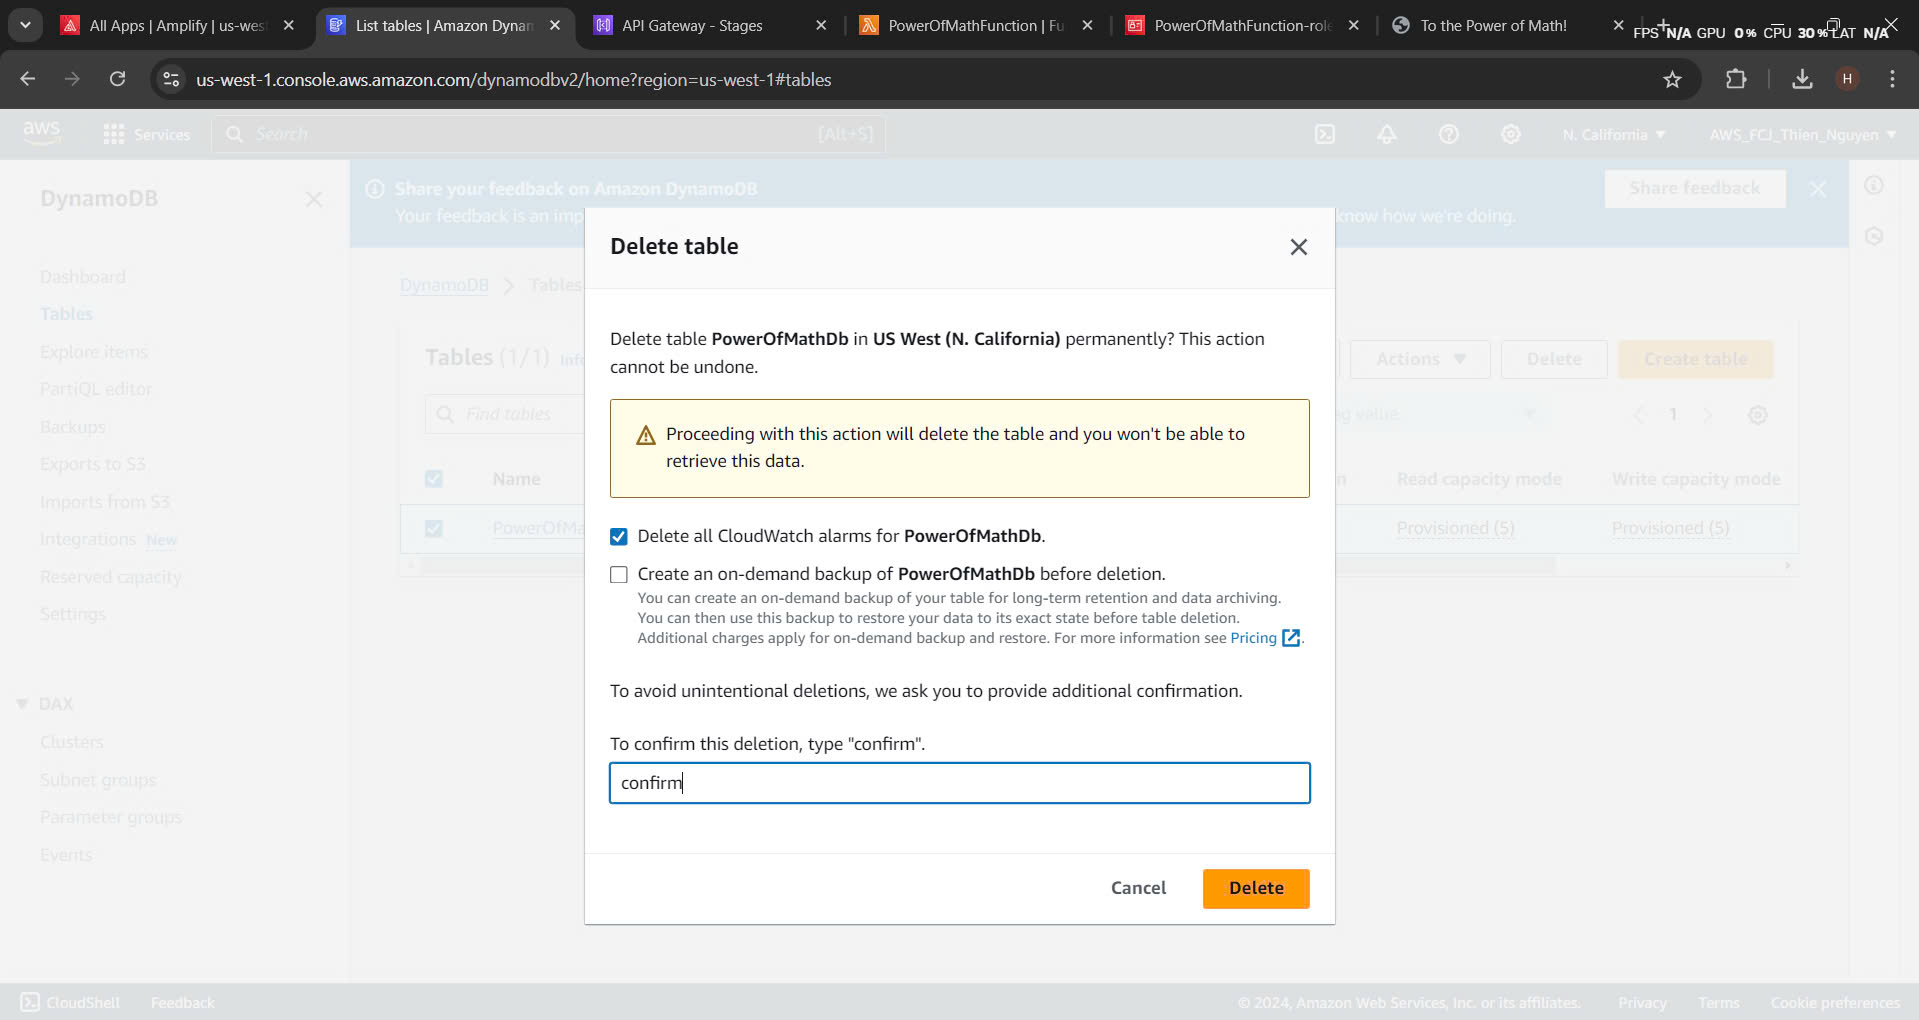 All Apps | Amplify | us-wes
List tables | Amazon Dynam
API Gateway - Stages
PowerOfMathFunction | Fu
PowerOfMathFunction-role
To the Power of Math!
FPS N/A GPU 0% CPU 30% LAT N/A
us-west-1.console.aws.amazon.com/dynamodbv2/home?region=us-west-1#tables
H
aws
Services
Search
[Alt+S]
N. California
AWS_FCJ_Thien_Nguyen
DynamoDB
Dashboard
Tables
Explore items
PartiQL editor
Backups
Exports to S3
Imports from S3
Integrations New
Reserved capacity
Settings
DAX
Clusters
Subnet groups
Parameter groups
Events
Share your feedback on Amazon DynamoDB
Your feedback is an imp
know how we're doing.
Share feedback
DynamoDB > Tables
Tables (1/1) Info
Actions
Delete
Create table
Find tables
value
1
Name
Read capacity mode
Write capacity mode
PowerOfMa
Provisioned (5)
Provisioned (5)
Delete table
Delete table PowerOfMathDb in US West (N. California) permanently? This action
cannot be undone.
Proceeding with this action will delete the table and you won't be able to
retrieve this data.
Delete all CloudWatch alarms for PowerOfMathDb.
Create an on-demand backup of PowerOfMathDb before deletion.
You can create an on-demand backup of your table for long-term retention and data archiving.
You can then use this backup to restore your data to its exact state before table deletion.
Additional charges apply for on-demand backup and restore. For more information see Pricing.
To avoid unintentional deletions, we ask you to provide additional confirmation.
To confirm this deletion, type "confirm".
confirm
Cancel
Delete
CloudShell
Feedback
© 2024, Amazon Web Services, Inc. or its affiliates.
Privacy
Terms
Cookie preferences